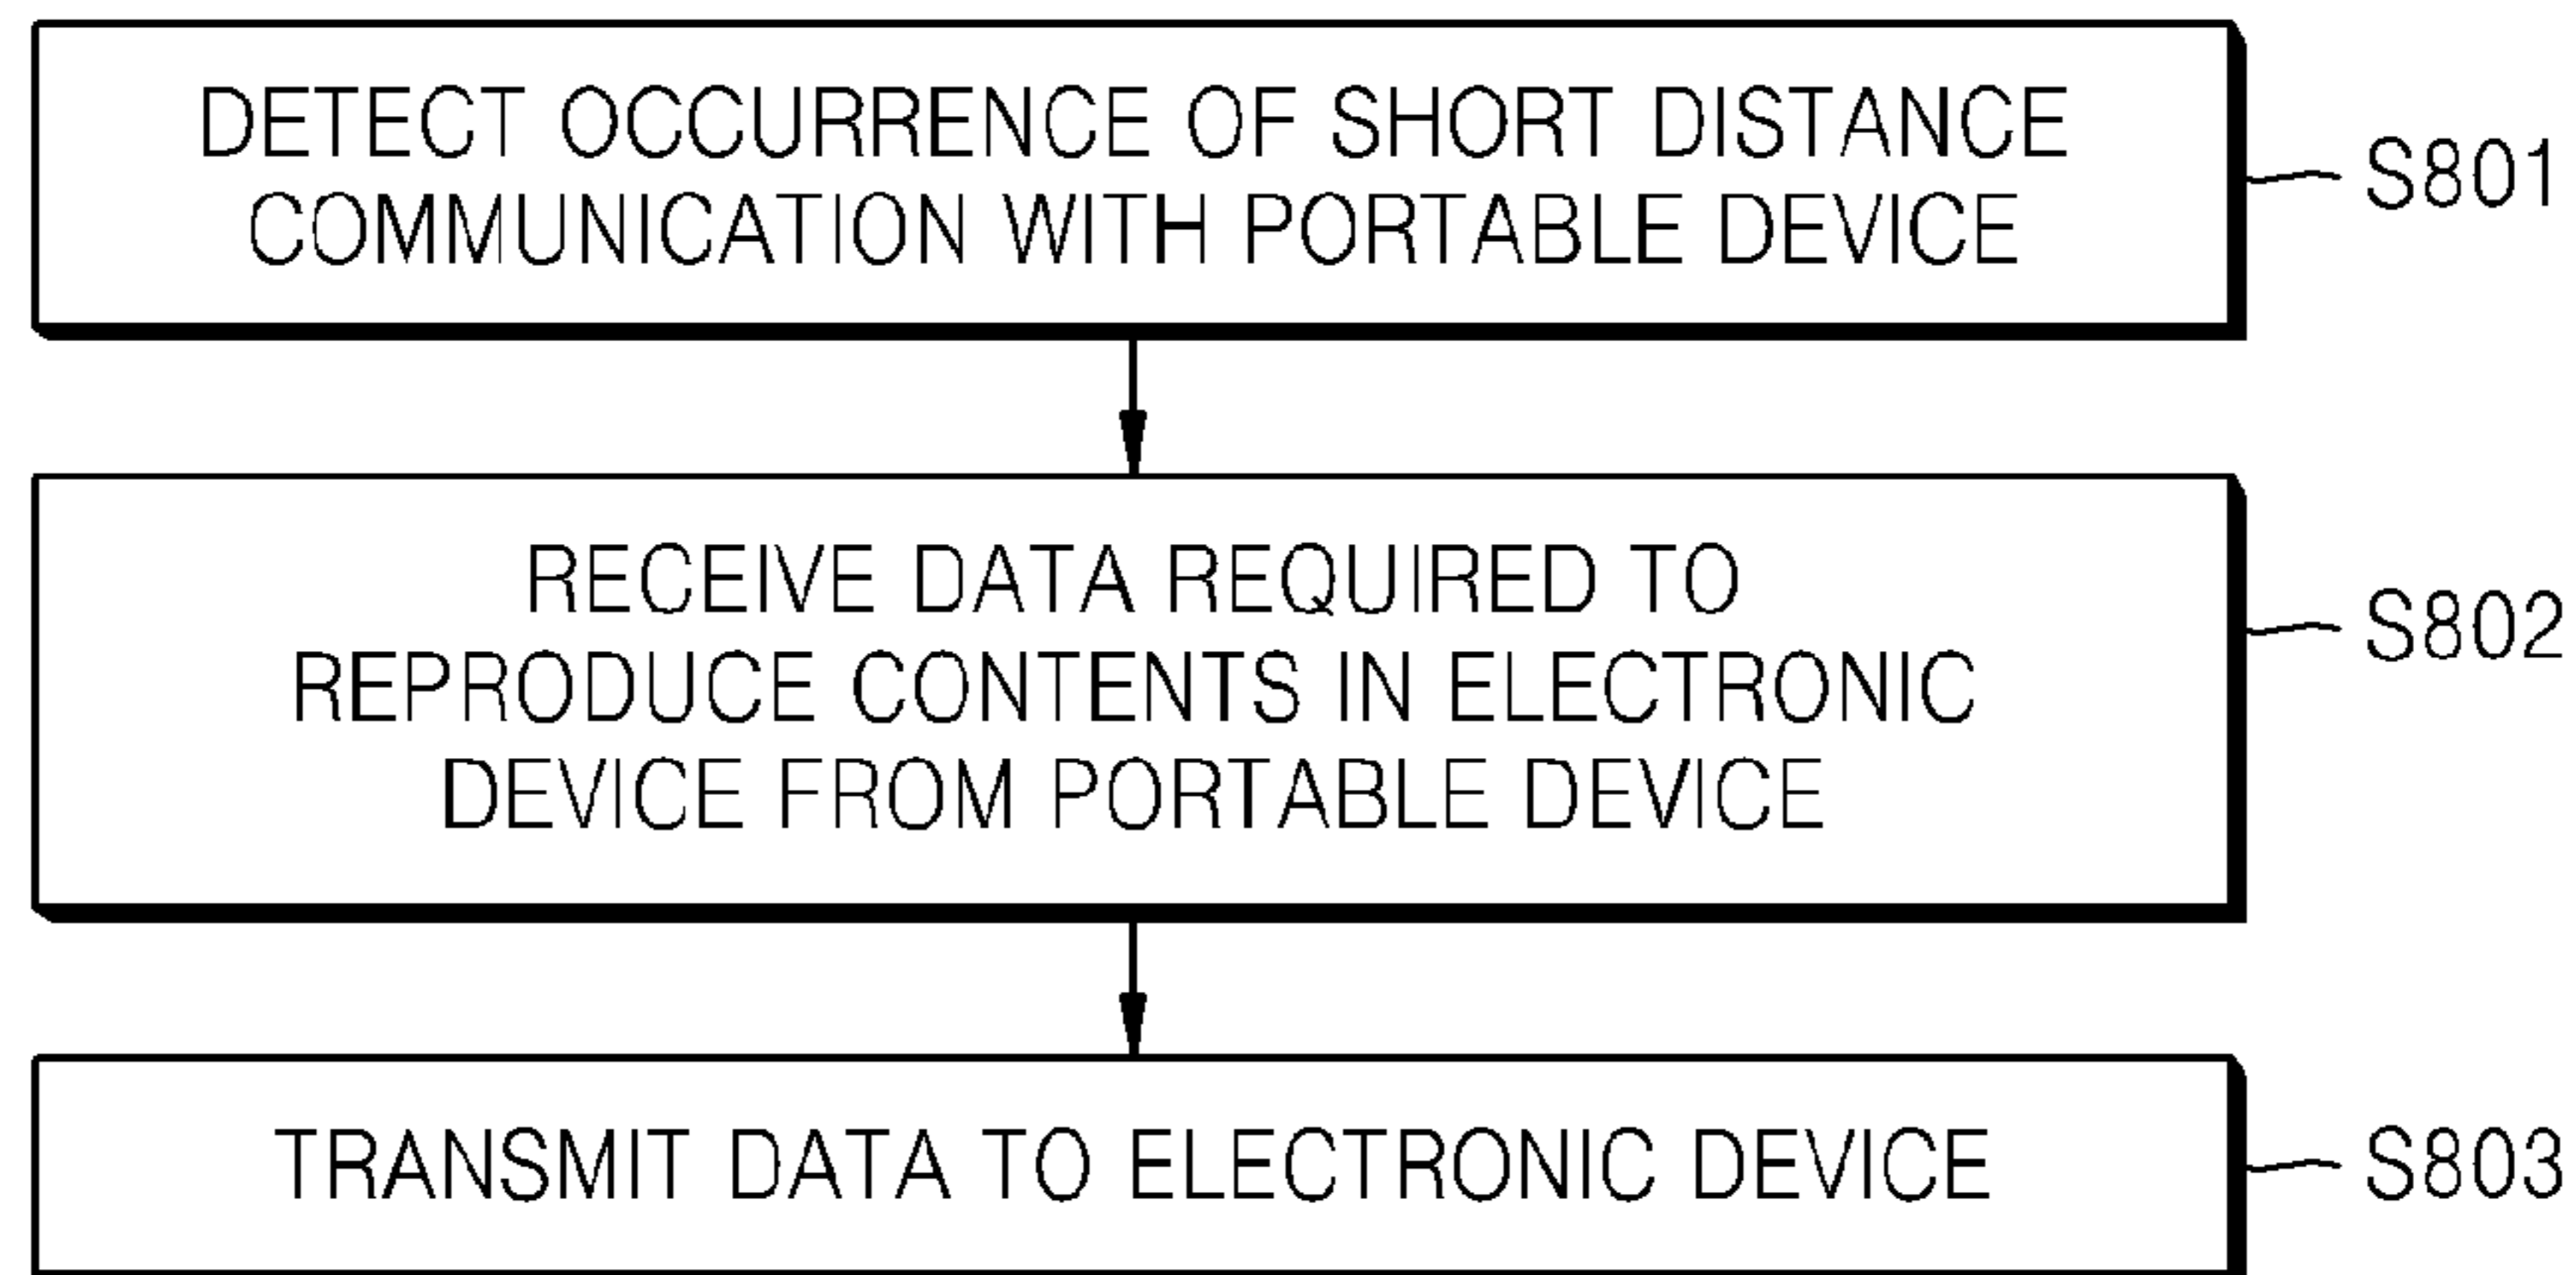 DETECT OCCURRENCE OF SHORT DISTANCE
COMMUNICATION WITH PORTABLE DEVICE
S801
RECEIVE DATA REQUIRED TO
REPRODUCE CONTENTS IN ELECTRONIC
DEVICE FROM PORTABLE DEVICE
S802
TRANSMIT DATA TO ELECTRONIC DEVICE
S803